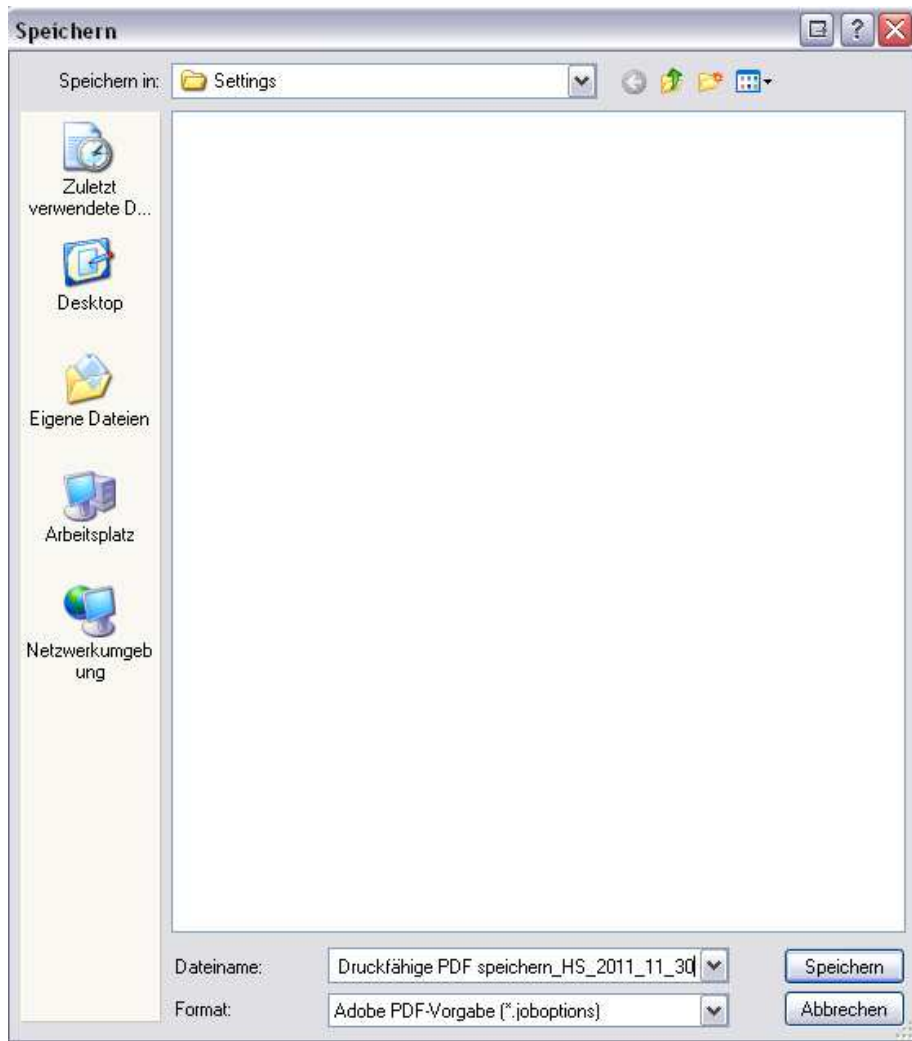 Speichern
Speichern in: Settings
Zuletzt
verwendete D...
Desktop
Eigene Dateien
Arbeitsplatz
Netzwerkumgeb
ung
Dateiname: Druckfähige PDF speichern_HS_2011_11_30 Speichern
Format: Adobe PDF-Vorgabe (*.joboptions) Abbrechen